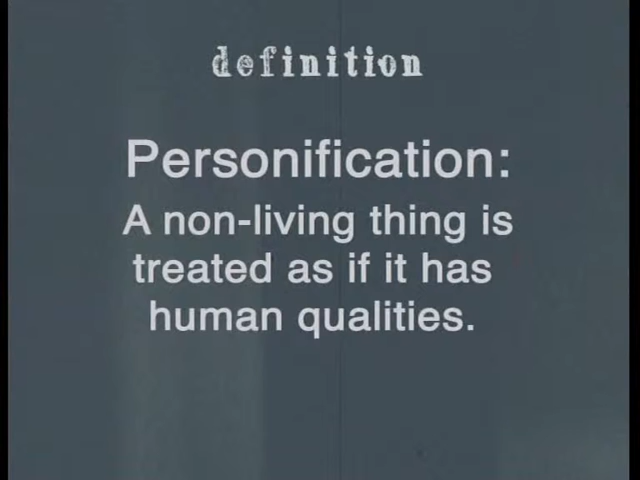 definition
Personification:
A non-living thing is
treated as if it has
human qualities.